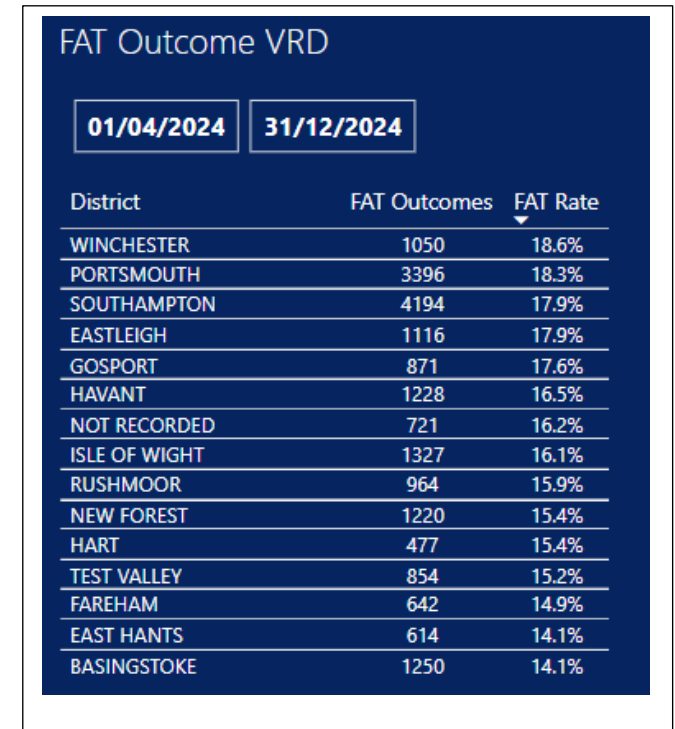 FAT Outcome VRD
01/04/2024 31/12/2024
District FAT Outcomes FAT Rate
WINCHESTER 1050 18.6%
PORTSMOUTH 3396 18.3%
SOUTHAMPTON 4194 17.9%
EASTLEIGH 1116 17.9%
GOSPORT 871 17.6%
HAVANT 1228 16.5%
NOT RECORDED 721 16.2%
ISLE OF WIGHT 1327 16.1%
RUSHMOOR 964 15.9%
NEW FOREST 1220 15.4%
HART 477 15.4%
TEST VALLEY 854 15.2%
FAREHAM 642 14.9%
EAST HANTS 614 14.1%
BASINGSTOKE 1250 14.1%